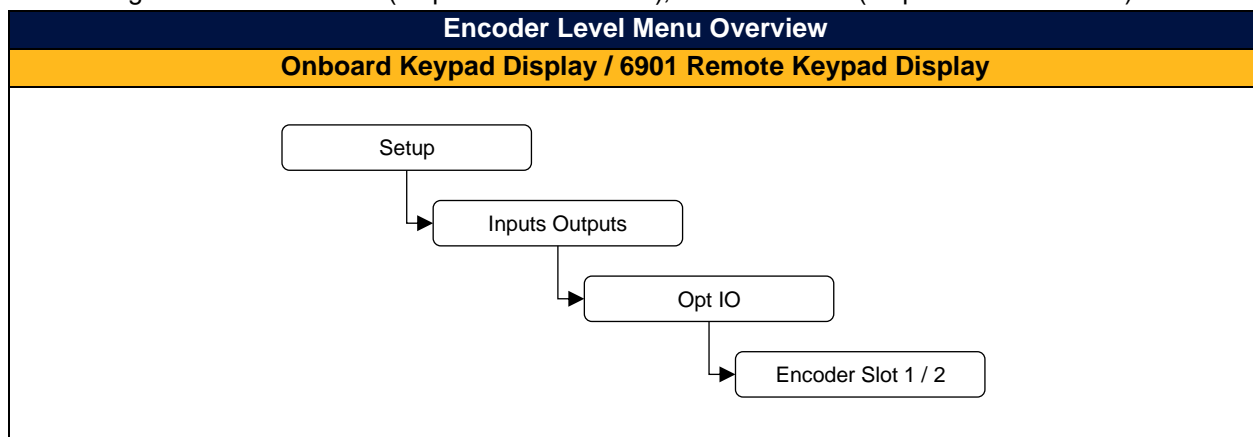 Encoder Level Menu Overview
Onboard Keypad Display / 6901 Remote Keypad Display
Setup
Inputs Outputs
Opt IO
Encoder Slot 1 / 2